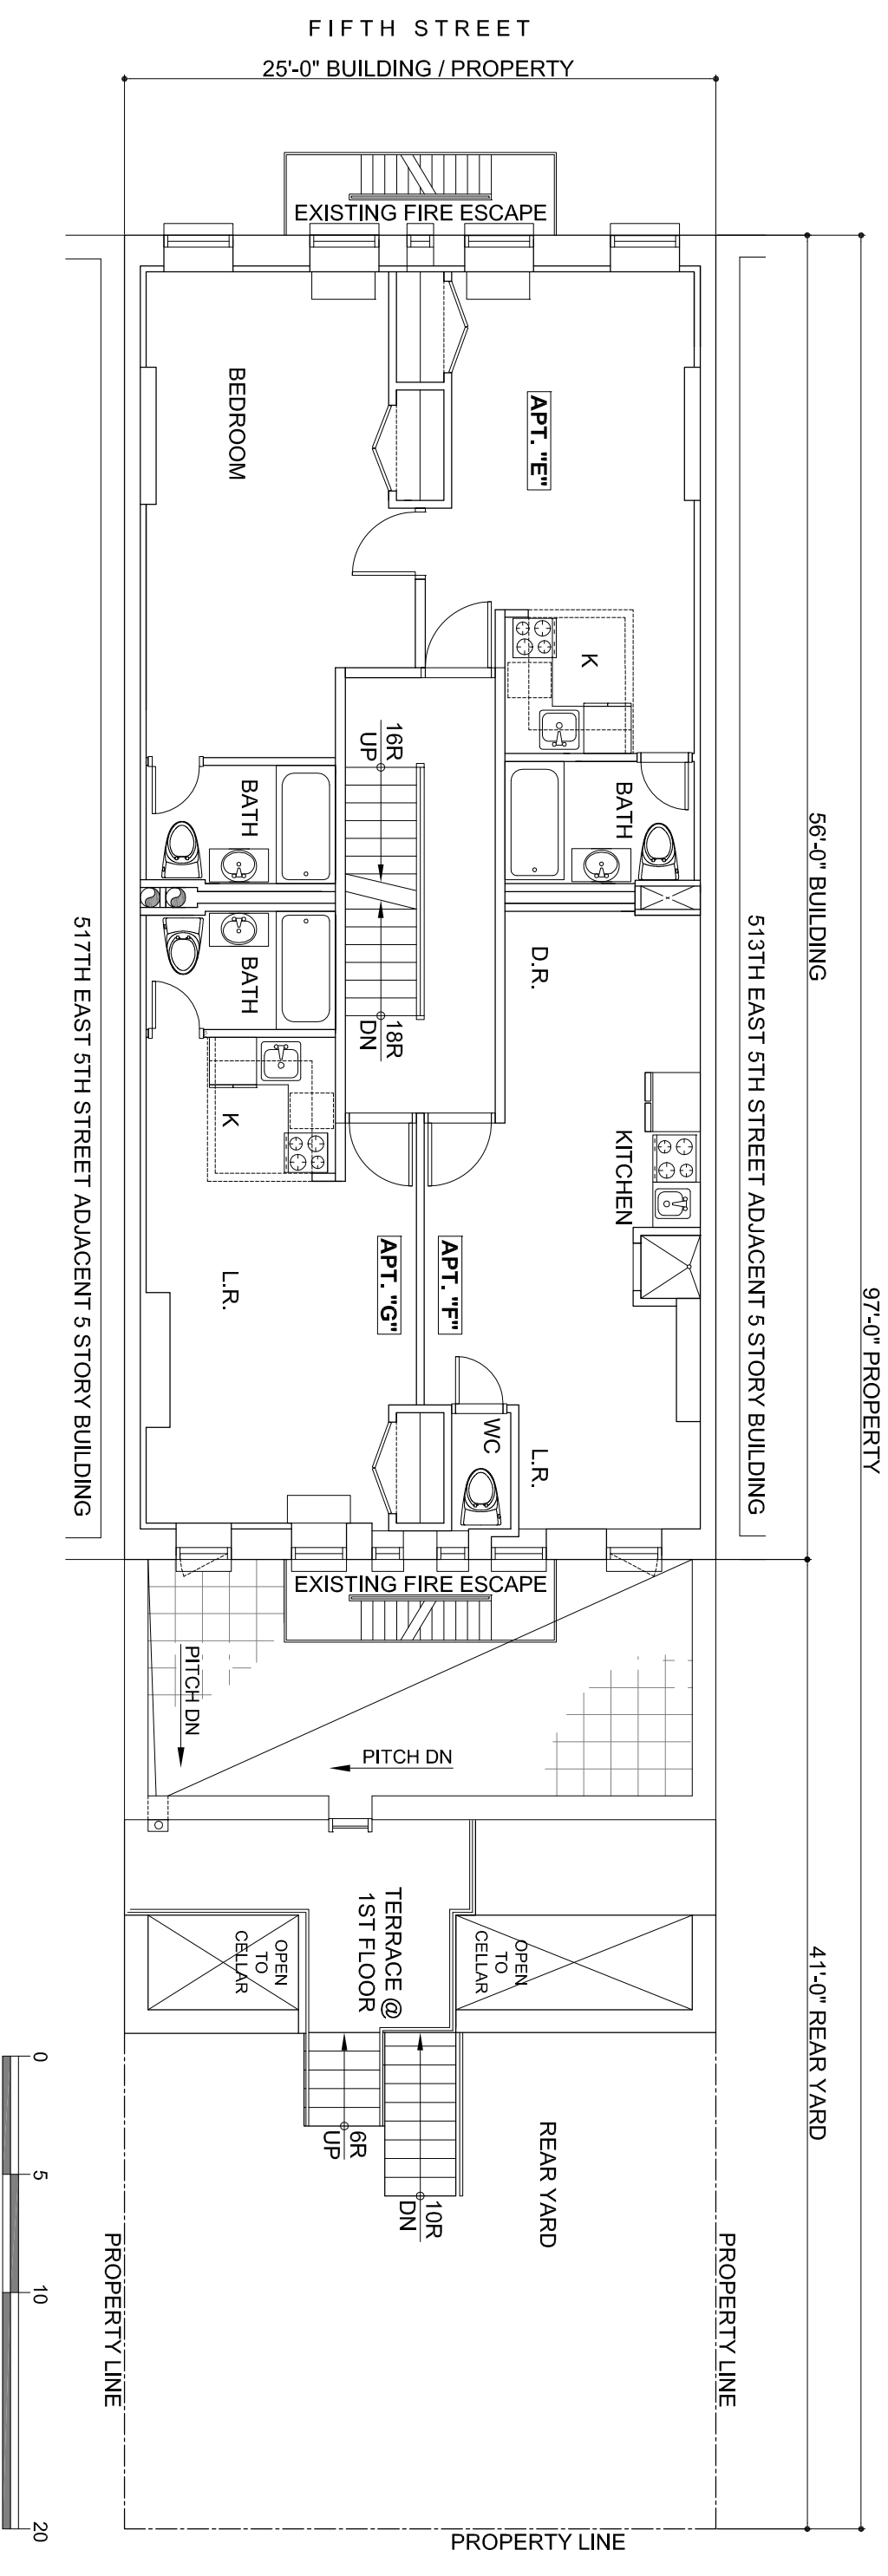 FIFTH STREET
25'-0" BUILDING / PROPERTY
EXISTING FIRE ESCAPE
BEDROOM
APT. "E"
K
16R
UP
BATH
BATH
56'-0" BUILDING
517TH EAST 5TH STREET ADJACENT 5 STORY BUILDING
513TH EAST 5TH STREET ADJACENT 5 STORY BUILDING
D.R.
BATH
18R
DN
K
KITCHEN
L.R.
APT. "G"
APT. "F"
97'-0" PROPERTY
WC
L.R.
EXISTING FIRE ESCAPE
PITCH DN
PITCH DN
TERRACE @
1ST FLOOR
OPEN
TO
CELLAR
OPEN
TO
CELLAR
41'-0" REAR YARD
6R
UP
10R
DN
REAR YARD
PROPERTY LINE
PROPERTY LINE
PROPERTY LINE
0
5
10
20